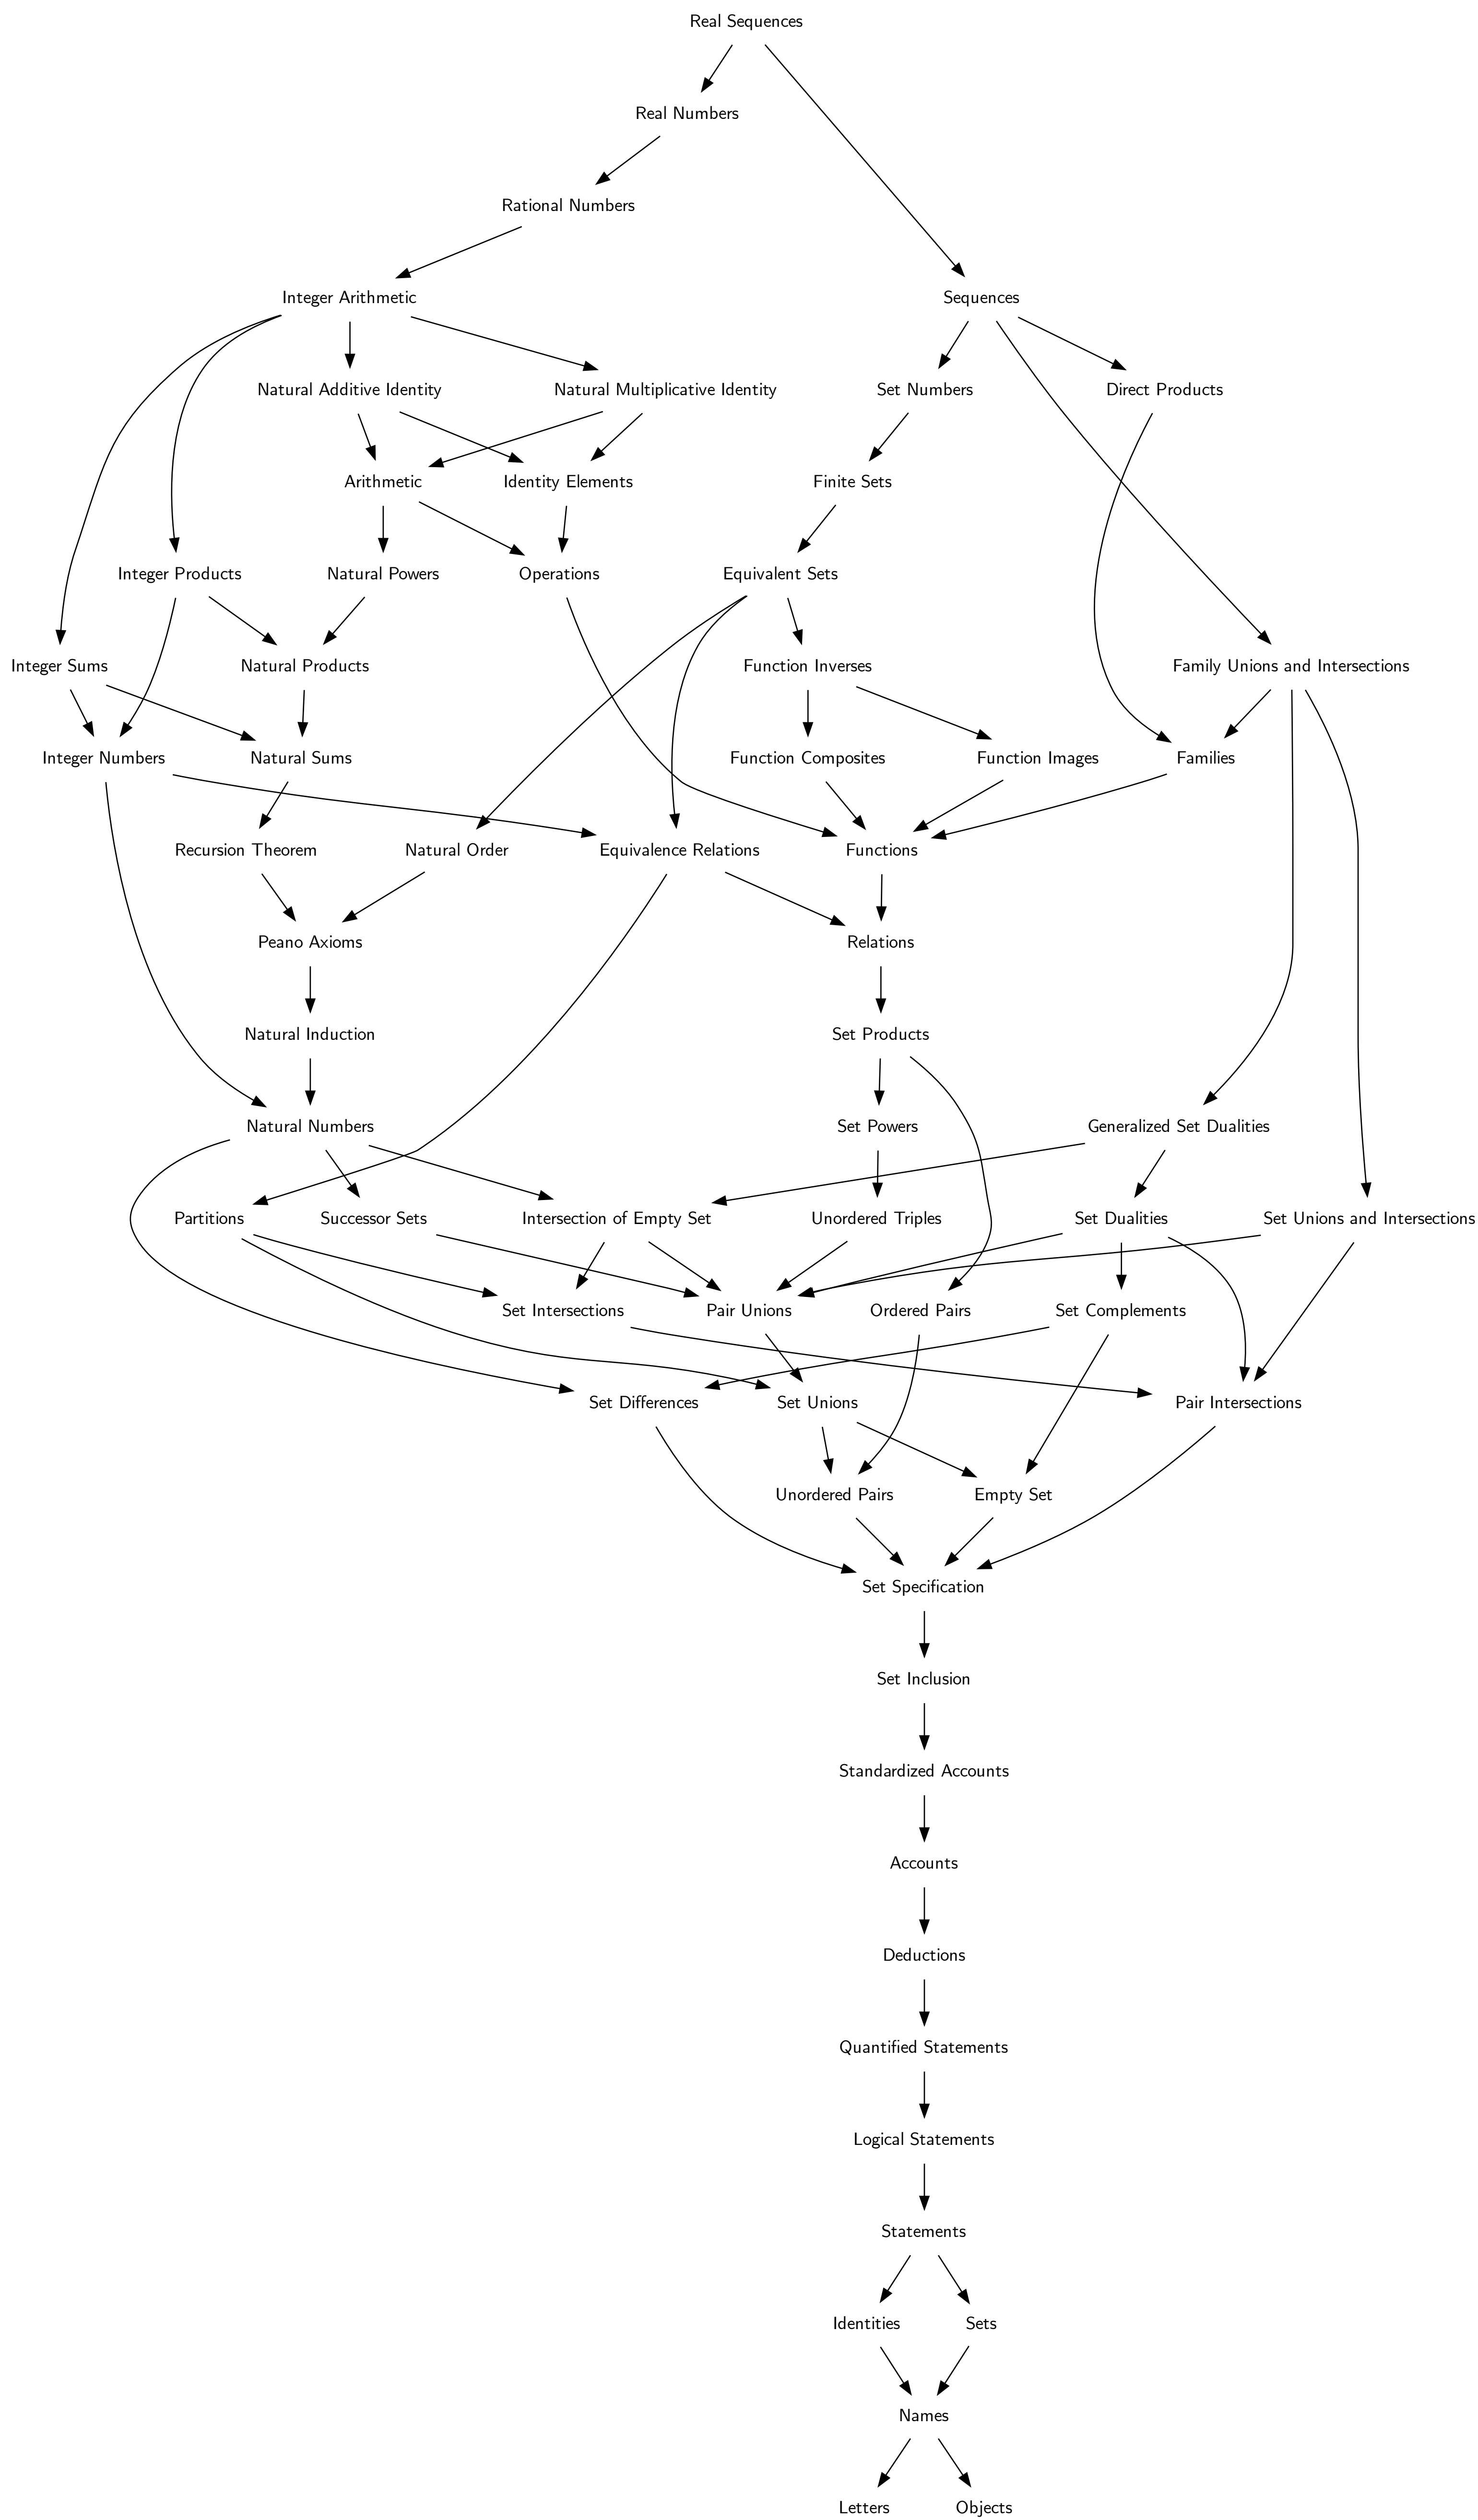 Real Sequences
Real Numbers
Rational Numbers
Integer Arithmetic
Sequences
Natural Additive Identity
Natural Multiplicative Identity
Set Numbers
Direct Products
Arithmetic
Identity Elements
Finite Sets
Integer Products
Natural Powers
Operations
Equivalent Sets
Integer Sums
Natural Products
Function Inverses
Family Unions and Intersections
Integer Numbers
Natural Sums
Function Composites
Function Images
Families
Recursion Theorem
Natural Order
Equivalence Relations
Functions
Peano Axioms
Relations
Natural Induction
Set Products
Natural Numbers
Set Powers
Generalized Set Dualities
Partitions
Successor Sets
Intersection of Empty Set
Unordered Triples
Set Dualities
Set Unions and Intersections
Set Intersections
Pair Unions
Ordered Pairs
Set Complements
Set Differences
Set Unions
Pair Intersections
Unordered Pairs
Empty Set
Set Specification
Set Inclusion
Standardized Accounts
Accounts
Deductions
Quantified Statements
Logical Statements
Statements
Identities
Sets
Names
Letters
Objects